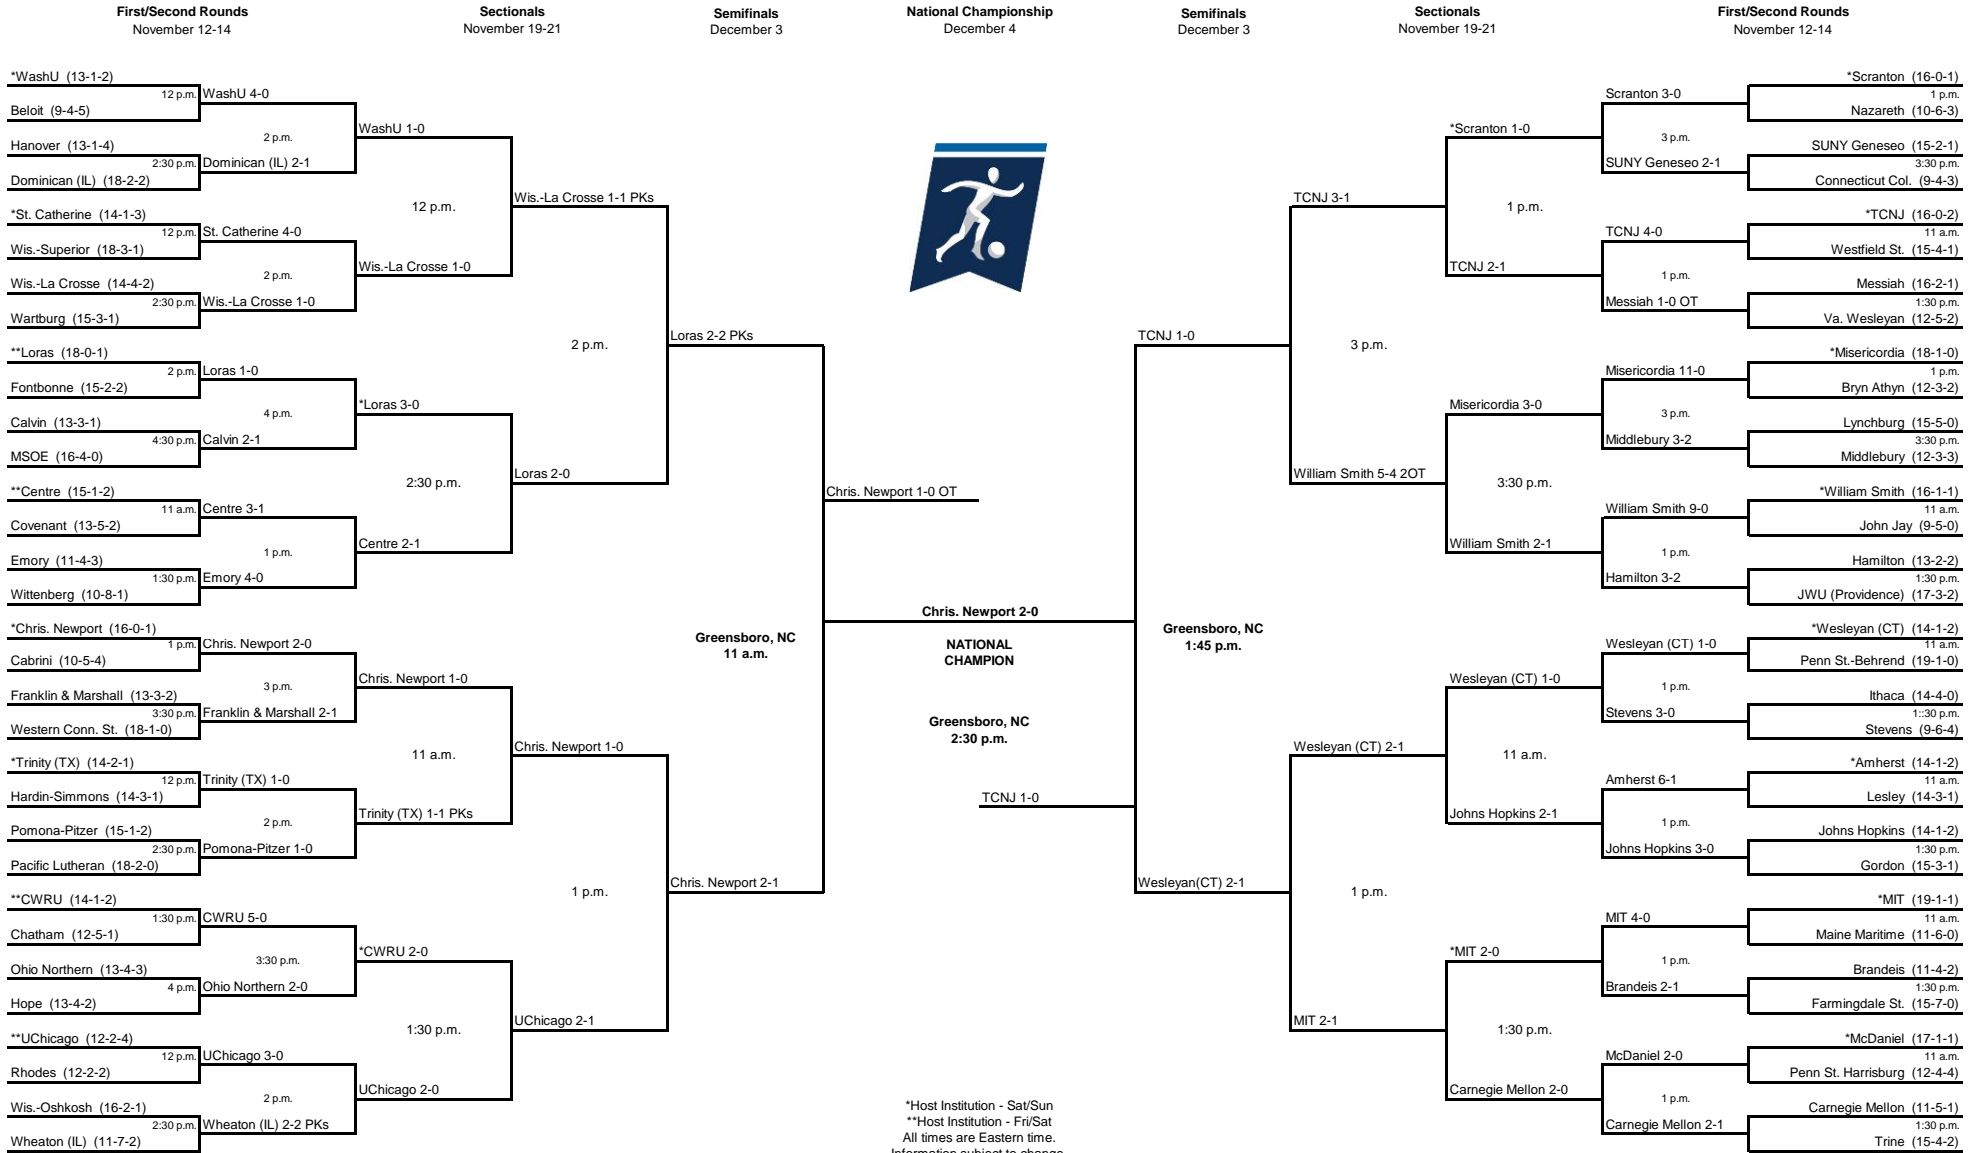 First/Second Rounds
November 12-14
Sectionals
November 19-21
Semifinals
December 3
National Championship
December 4
Semifinals
December 3
Sectionals
November 19-21
First/Second Rounds
November 12-14
*WashU (13-1-2)
12 p.m.
Beloit (9-4-5)
Hanover (13-1-4)
2:30 p.m.
Dominican (IL) (18-2-2)
*St. Catherine (14-1-3)
12 p.m.
Wis.-Superior (18-3-1)
Wis.-La Crosse (14-4-2)
2:30 p.m.
Wartburg (15-3-1)
**Loras (18-0-1)
2 p.m.
Fontbonne (15-2-2)
Calvin (13-3-1)
4:30 p.m.
MSOE (16-4-0)
**Centre (15-1-2)
11 a.m.
Covenant (13-5-2)
Emory (11-4-3)
1:30 p.m.
Wittenberg (10-8-1)
*Chris. Newport (16-0-1)
1 p.m.
Cabrini (10-5-4)
Franklin & Marshall (13-3-2)
3:30 p.m.
Western Conn. St. (18-1-0)
*Trinity (TX) (14-2-1)
12 p.m.
Hardin-Simmons (14-3-1)
Pomona-Pitzer (15-1-2)
2:30 p.m.
Pacific Lutheran (18-2-0)
**CWRU (14-1-2)
1:30 p.m.
Chatham (12-5-1)
Ohio Northern (13-4-3)
4 p.m.
Hope (13-4-2)
**UChicago (12-2-4)
12 p.m.
Rhodes (12-2-2)
Wis.-Oshkosh (16-2-1)
2:30 p.m.
Wheaton (IL) (11-7-2)
WashU 4-0
2 p.m.
Dominican (IL) 2-1
St. Catherine 4-0
2 p.m.
Wis.-La Crosse 1-0
Loras 1-0
4 p.m.
Calvin 2-1
Centre 3-1
1 p.m.
Emory 4-0
Chris. Newport 2-0
3 p.m.
Franklin & Marshall 2-1
Trinity (TX) 1-0
2 p.m.
Pomona-Pitzer 1-0
CWRU 5-0
3:30 p.m.
Ohio Northern 2-0
UChicago 3-0
2 p.m.
Wheaton (IL) 2-2 PKs
WashU 1-0
12 p.m.
Wis.-La Crosse 1-0
*Loras 3-0
2:30 p.m.
Centre 2-1
Chris. Newport 1-0
11 a.m.
Trinity (TX) 1-1 PKs
*CWRU 2-0
1:30 p.m.
UChicago 2-0
Wis.-La Crosse 1-1 PKs
2 p.m.
Loras 2-0
Chris. Newport 1-0
1 p.m.
UChicago 2-1
Loras 2-2 PKs
Greensboro, NC
11 a.m.
Chris. Newport 2-1
Chris. Newport 1-0 OT
Chris. Newport 2-0
NATIONAL
CHAMPION
Greensboro, NC
2:30 p.m.
TCNJ 1-0
*Host Institution - Sat/Sun
**Host Institution - Fri/Sat
All times are Eastern time.
Information subject to change
TCNJ 1-0
Greensboro, NC
1:45 p.m.
Wesleyan(CT) 2-1
TCNJ 3-1
3 p.m.
William Smith 5-4 2OT
Wesleyan (CT) 2-1
1 p.m.
MIT 2-1
*Scranton 1-0
1 p.m.
TCNJ 2-1
Misericordia 3-0
3:30 p.m.
William Smith 2-1
Wesleyan (CT) 1-0
11 a.m.
Johns Hopkins 2-1
*MIT 2-0
1:30 p.m.
Carnegie Mellon 2-0
Scranton 3-0
3 p.m.
SUNY Geneseo 2-1
TCNJ 4-0
1 p.m.
Messiah 1-0 OT
Misericordia 11-0
3 p.m.
Middlebury 3-2
William Smith 9-0
1 p.m.
Hamilton 3-2
Wesleyan (CT) 1-0
1 p.m.
Stevens 3-0
Amherst 6-1
1 p.m.
Johns Hopkins 3-0
MIT 4-0
1 p.m.
Brandeis 2-1
McDaniel 2-0
1 p.m.
Carnegie Mellon 2-1
*Scranton (16-0-1)
1 p.m.
Nazareth (10-6-3)
SUNY Geneseo (15-2-1)
3:30 p.m.
Connecticut Col. (9-4-3)
*TCNJ (16-0-2)
11 a.m.
Westfield St. (15-4-1)
Messiah (16-2-1)
1:30 p.m.
Va. Wesleyan (12-5-2)
*Misericordia (18-1-0)
1 p.m.
Bryn Athyn (12-3-2)
Lynchburg (15-5-0)
3:30 p.m.
Middlebury (12-3-3)
*William Smith (16-1-1)
11 a.m.
John Jay (9-5-0)
Hamilton (13-2-2)
1:30 p.m.
JWU (Providence) (17-3-2)
*Wesleyan (CT) (14-1-2)
11 a.m.
Penn St.-Behrend (19-1-0)
Ithaca (14-4-0)
1::30 p.m.
Stevens (9-6-4)
*Amherst (14-1-2)
11 a.m.
Lesley (14-3-1)
Johns Hopkins (14-1-2)
1:30 p.m.
Gordon (15-3-1)
*MIT (19-1-1)
11 a.m.
Maine Maritime (11-6-0)
Brandeis (11-4-2)
1:30 p.m.
Farmingdale St. (15-7-0)
*McDaniel (17-1-1)
11 a.m.
Penn St. Harrisburg (12-4-4)
Carnegie Mellon (11-5-1)
1:30 p.m.
Trine (15-4-2)